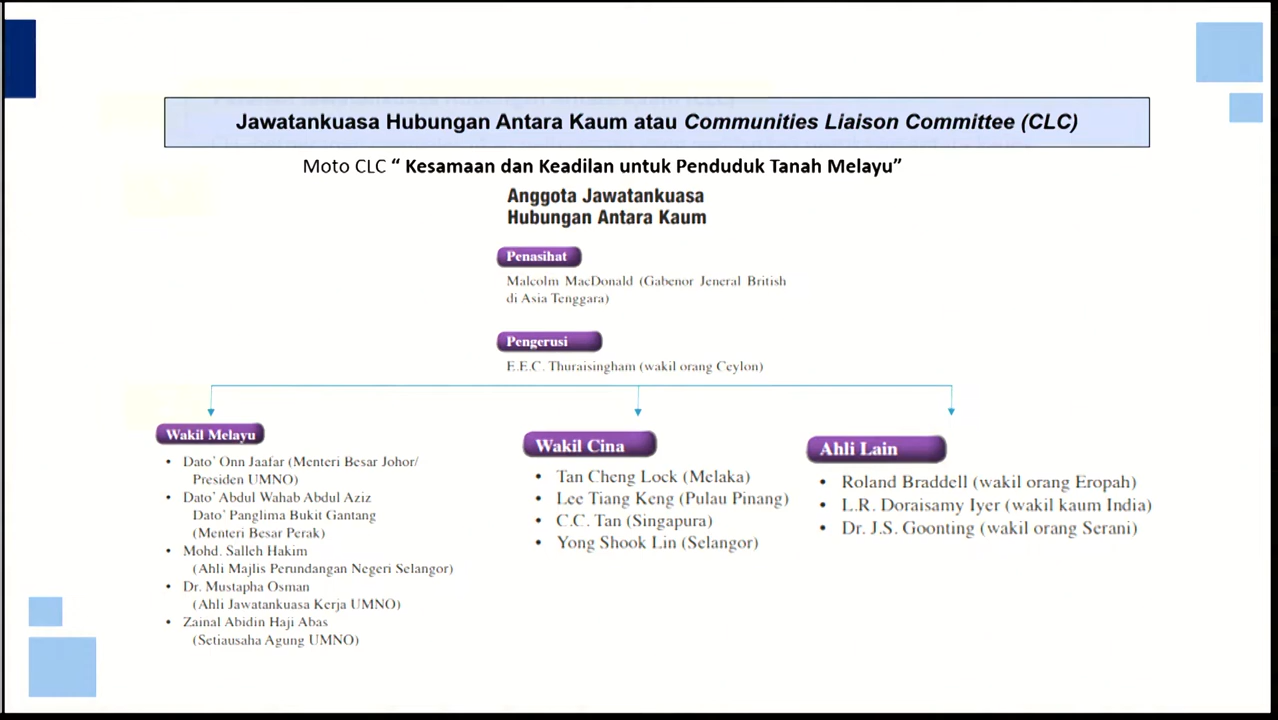 Jawatankuasa Hubungan Antara Kaum atau Communities Liaison Committee (CLC)
Moto CLC “ Kesamaan dan Keadilan untuk Penduduk Tanah Melayu”
Anggota Jawatankuasa
Hubungan Antara Kaum
Penasihat
Malcolm MacDonald (Gabenor Jeneral British
di Asia Tenggara)
Pengerusi
E.E.C. Thuraisingham (wakil orang Ceylon)
Wakil Melayu
• Dato’ Onn Jaafar (Menteri Besar Johor/
Presiden UMNO)
• Dato’ Abdul Wahab Abdul Aziz
Dato’ Panglima Bukit Gantang
(Menteri Besar Perak)
• Mohd. Salleh Hakim
(Ahli Majlis Perundangan Negeri Selangor)
• Dr. Mustapha Osman
(Ahli Jawatankuasa Kerja UMNO)
• Zainal Abidin Haji Abas
(Setiausaha Agung UMNO)
Wakil Cina
• Tan Cheng Lock (Melaka)
• Lee Tiang Keng (Pulau Pinang)
• C.C. Tan (Singapura)
• Yong Shook Lin (Selangor)
Ahli Lain
• Roland Braddell (wakil orang Eropah)
• L.R. Doraisamy Iyer (wakil kaum India)
• Dr. J.S. Goonting (wakil orang Serani)